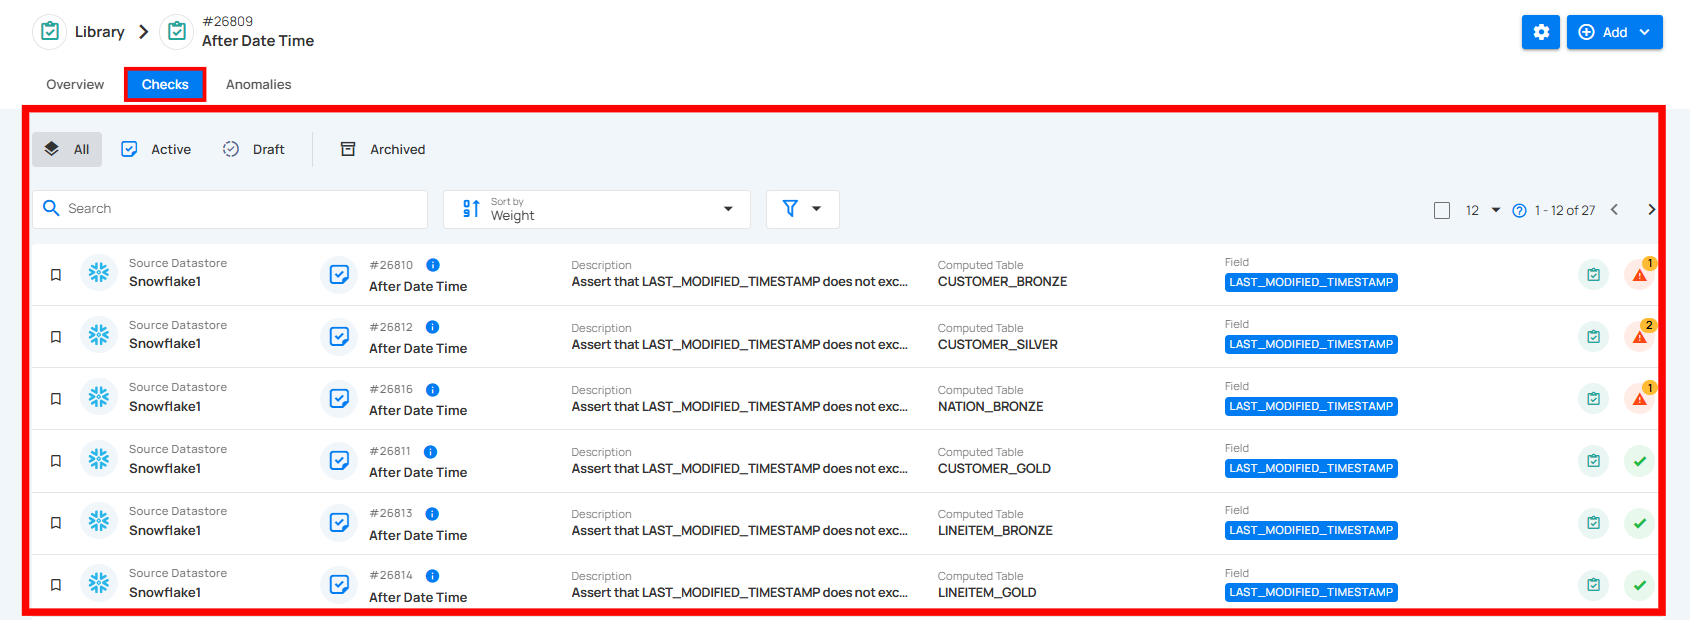 Library
#26809
After Date Time
Add
Overview
Checks
Anomalies
All
Active
Draft
Archived
Search
Sort by
Weight
12
1 - 12 of 27
Source Datastore
Snowflake1
#26810
After Date Time
Description
Assert that LAST_MODIFIED_TIMESTAMP does not exc...
Computed Table
CUSTOMER_BRONZE
Field
LAST_MODIFIED_TIMESTAMP
1
Source Datastore
Snowflake1
#26812
After Date Time
Description
Assert that LAST_MODIFIED_TIMESTAMP does not exc...
Computed Table
CUSTOMER_SILVER
Field
LAST_MODIFIED_TIMESTAMP
2
Source Datastore
Snowflake1
#26816
After Date Time
Description
Assert that LAST_MODIFIED_TIMESTAMP does not exc...
Computed Table
NATION_BRONZE
Field
LAST_MODIFIED_TIMESTAMP
1
Source Datastore
Snowflake1
#26811
After Date Time
Description
Assert that LAST_MODIFIED_TIMESTAMP does not exc...
Computed Table
CUSTOMER_GOLD
Field
LAST_MODIFIED_TIMESTAMP
Source Datastore
Snowflake1
#26813
After Date Time
Description
Assert that LAST_MODIFIED_TIMESTAMP does not exc...
Computed Table
LINEITEM_BRONZE
Field
LAST_MODIFIED_TIMESTAMP
Source Datastore
Snowflake1
#26814
After Date Time
Description
Assert that LAST_MODIFIED_TIMESTAMP does not exc...
Computed Table
LINEITEM_GOLD
Field
LAST_MODIFIED_TIMESTAMP